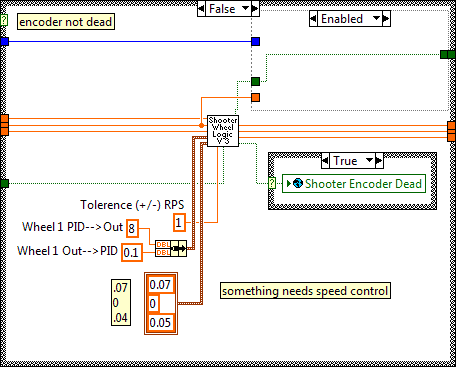 encoder not dead
?
False
Enabled
Shooter
Wheel
Logic
V3
True
?
Shooter Encoder Dead
Tolerence (+/-) RPS
1
Wheel 1 PID-->Out
8
DBL
Wheel 1 Out-->PID
0.1
DBL
.07
0
.04
0.07
0
0.05
something needs speed control